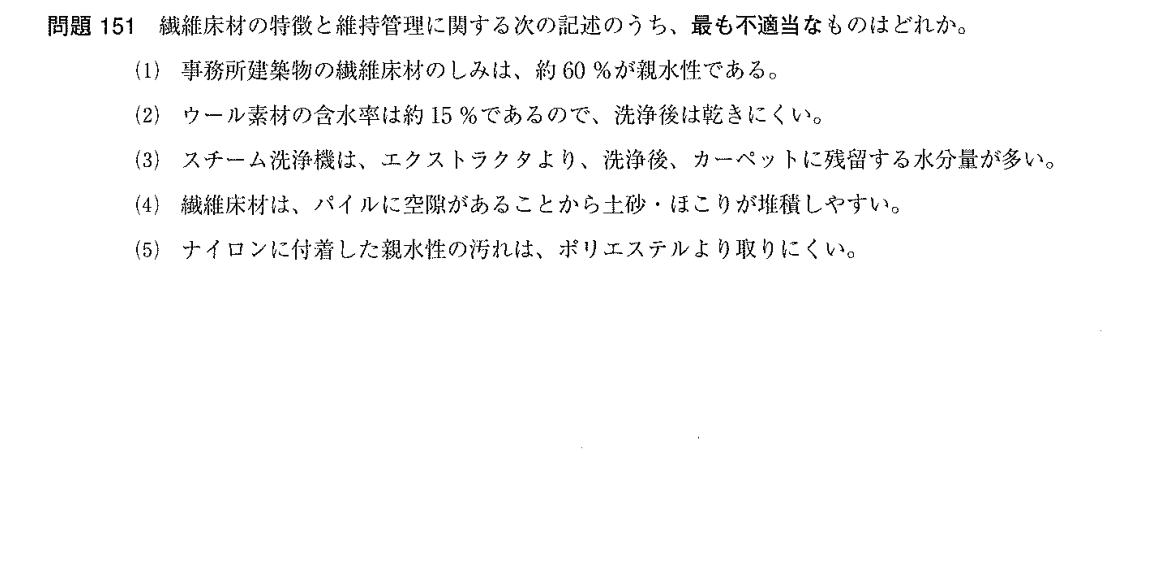 問題 151 繊維床材の特徴と維持管理に関する次の記述のうち、最も不適当なものはどれか。
(1) 事務所建築物の繊維床材のしみは、約 60 %が親水性である。
(2) ウール素材の含水率は約 15 %であるので、洗浄後は乾きにくい。
(3) スチーム洗浄機は、エクストラクタより、洗浄後、カーペットに残留する水分量が多い。
(4) 繊維床材は、パイルに空隙があることから土砂・ほこりが堆積しやすい。
(5) ナイロンに付着した親水性の汚れは、ポリエステルより取りにくい。